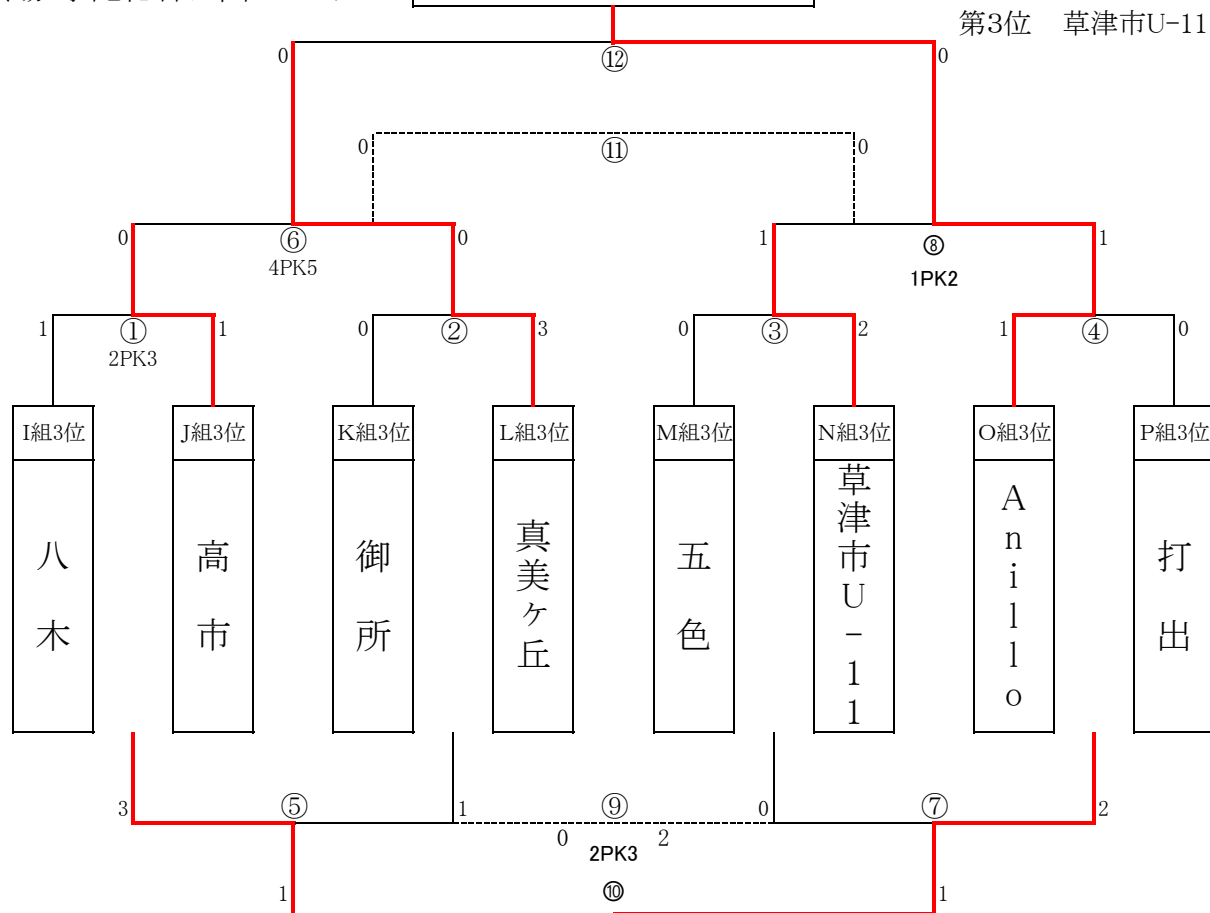 第3位 草津市U-11
0 ⑫ 0
0 ⑪ 0
0 ⑥ 0 1 ⑧ 1
4PK5 1PK2
1 ① 1 0 ② 3 0 ③ 2 1 ④ 0
2PK3
I組3位 J組3位 K組3位 L組3位 M組3位 N組3位 O組3位 P組3位
八木
高市
御所
真美ケ丘
五色
草津市U-11
Anillo
打出
3 ⑤ 1 ⑨ 0 ⑦ 2
0 2
2PK3
1 ⑩ 1